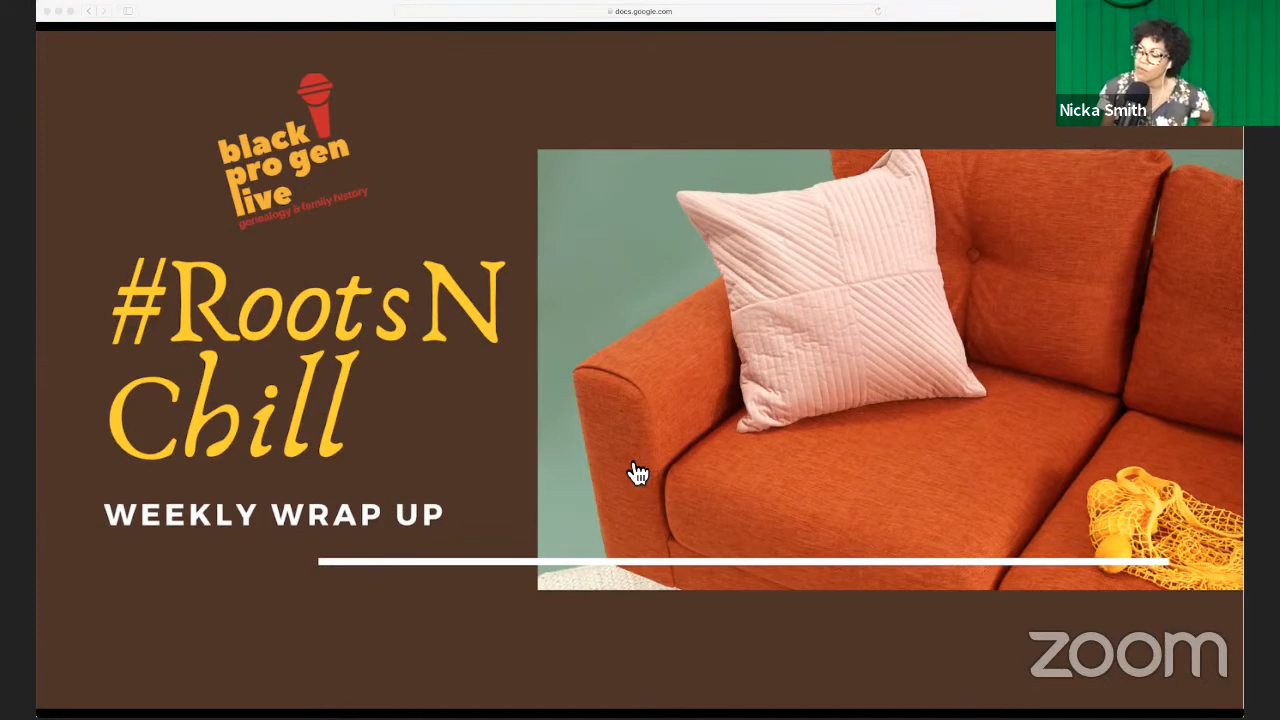 docs.google.com
Nicka Smith
black
pro gen
live
genealogy & family history
#RootsN
Chill
WEEKLY WRAP UP
zoom